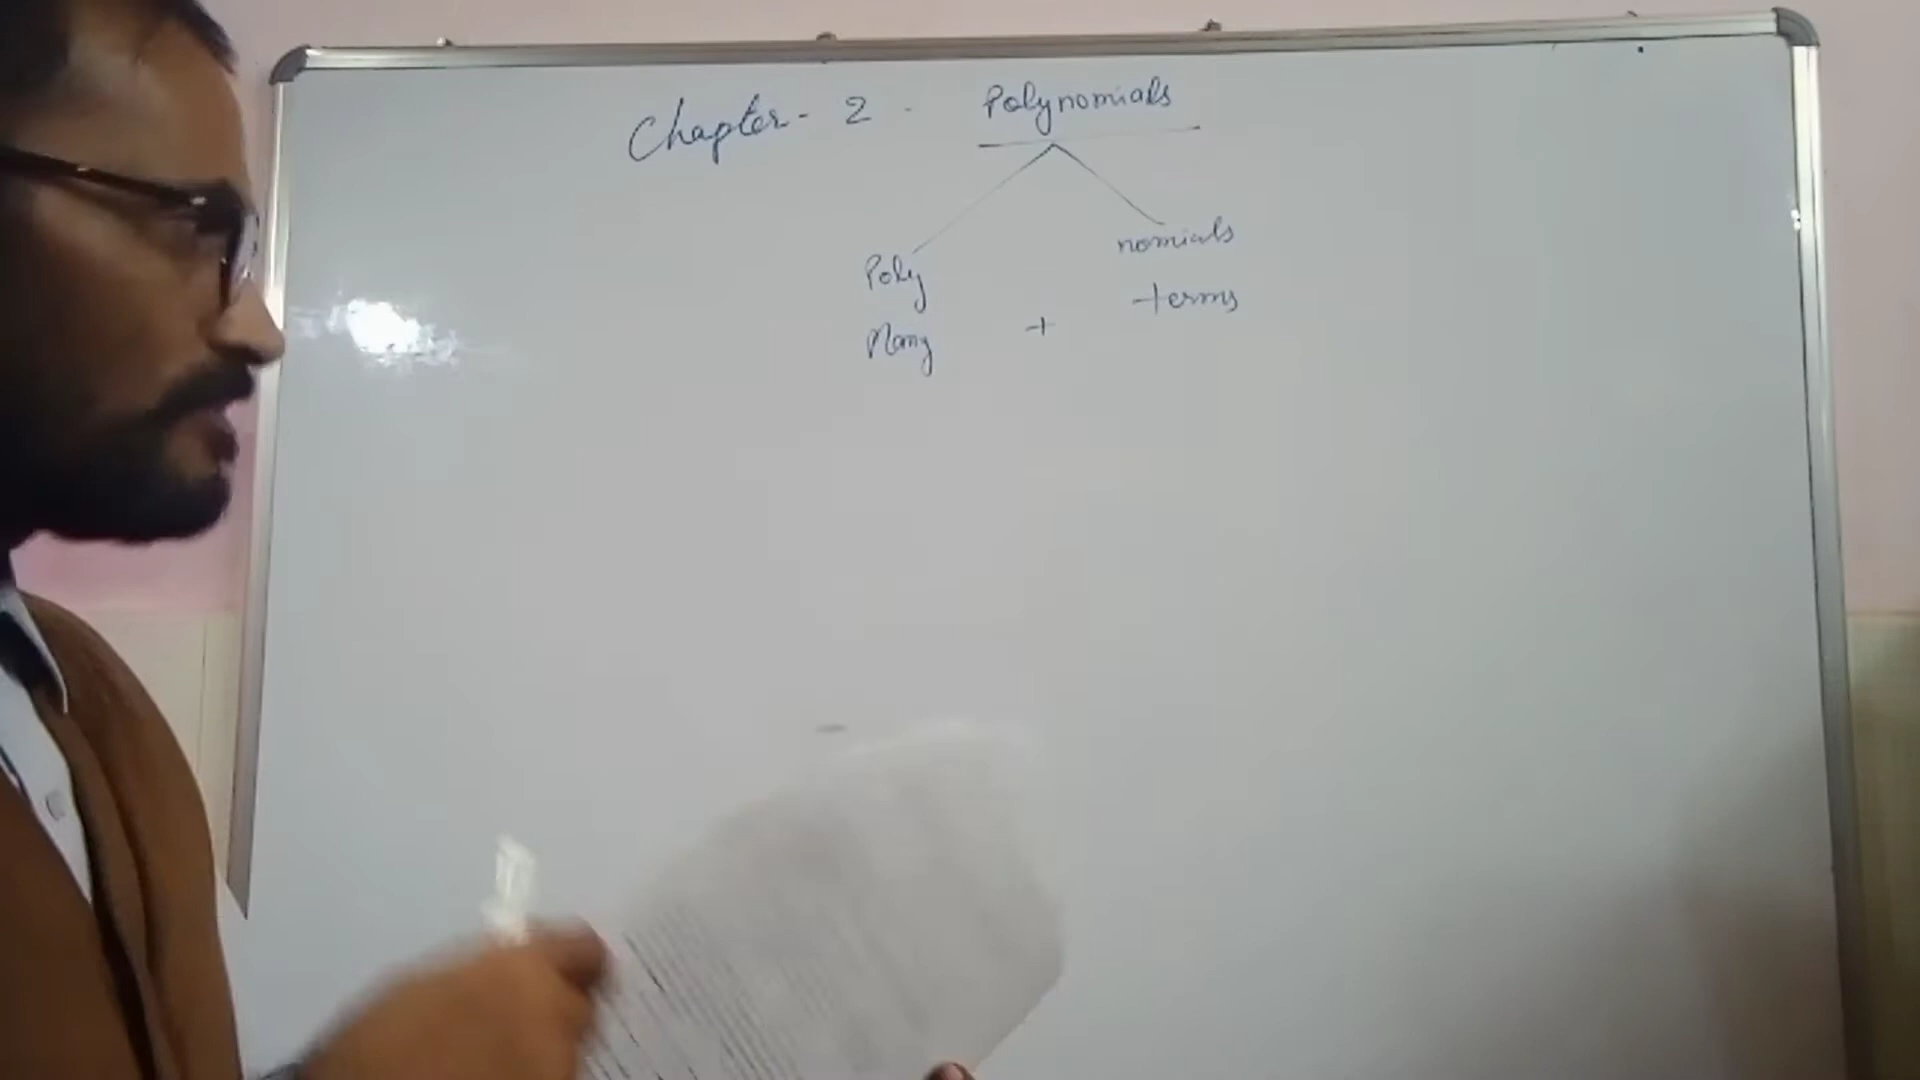 Chapter - 2 . Polynomials
Poly nomials
Many + terms